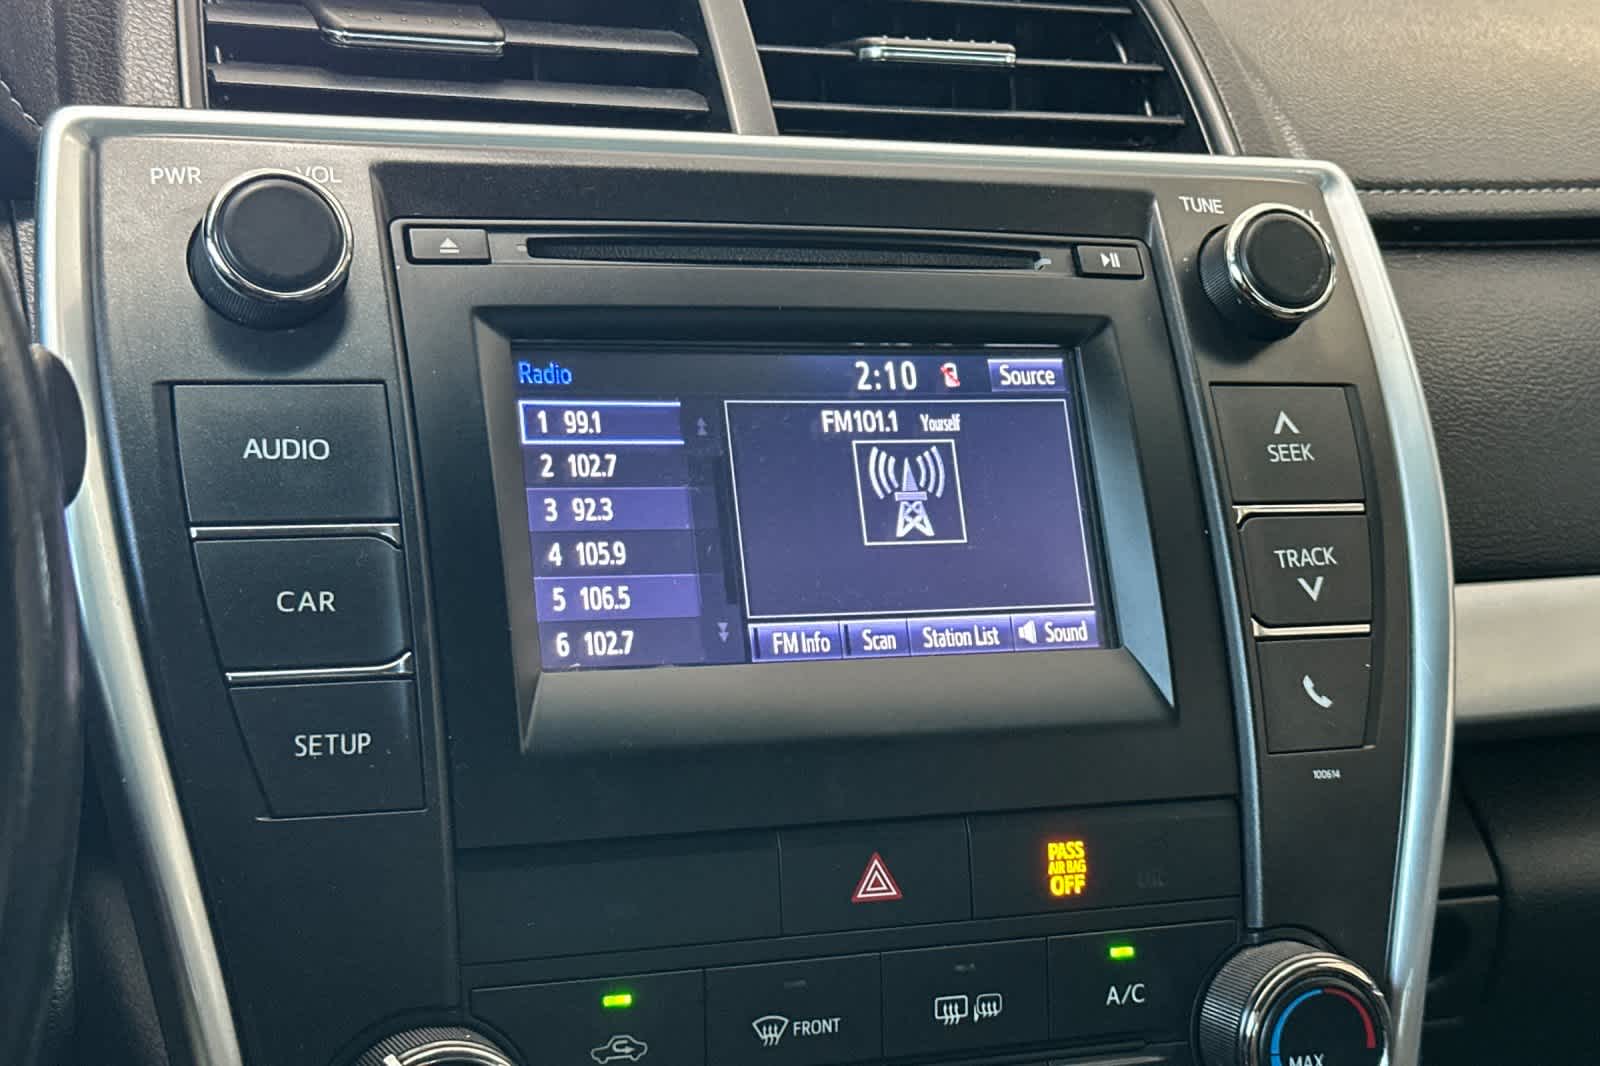 PWR VOL
TUNE
Radio 2:10 Source
1 99.1
2 102.7
3 92.3
4 105.9
5 106.5
6 102.7
FM101.1 Yourself
FM Info Scan Station List Sound
AUDIO
CAR
SETUP
SEEK
TRACK
100614
PASS
AIR BAG
OFF
FRONT
A/C
MAX